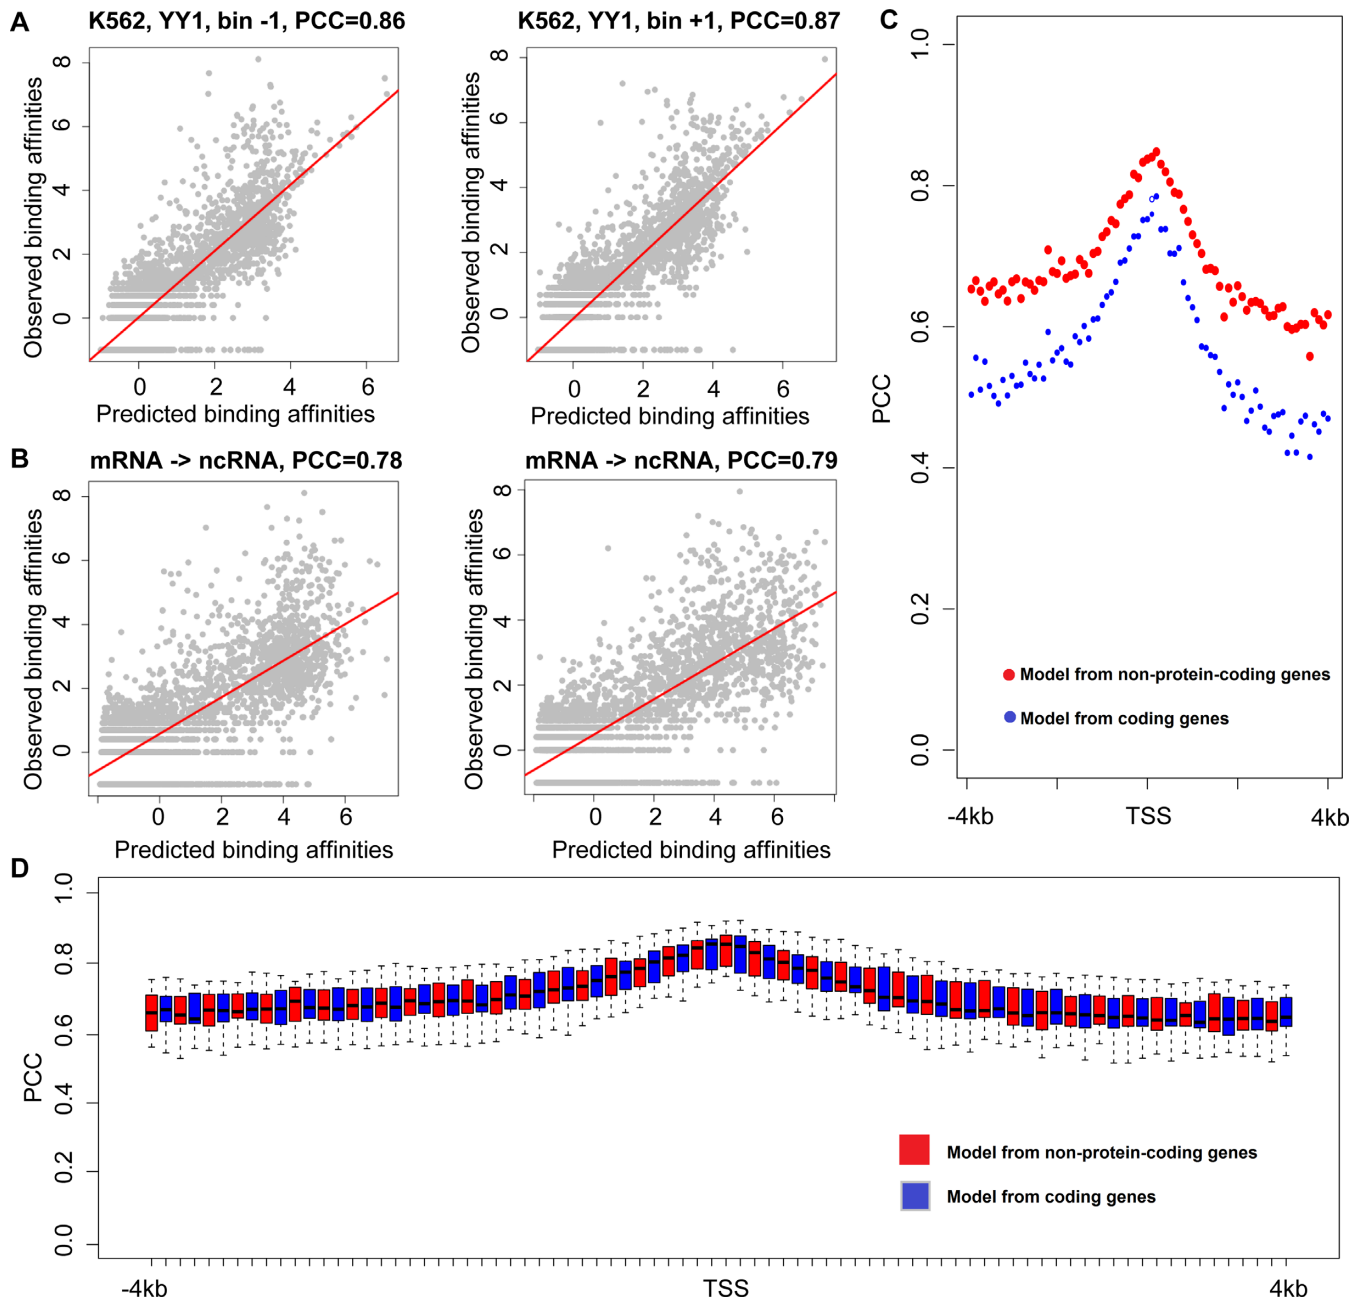 A
K562, YY1, bin -1, PCC=0.86
Observed binding affinities
8
6
4
2
0
0 2 4 6
Predicted binding affinities
K562, YY1, bin +1, PCC=0.87
Observed binding affinities
8
6
4
2
0
0 2 4 6
Predicted binding affinities
B
mRNA -> ncRNA, PCC=0.78
Observed binding affinities
8
6
4
2
0
0 2 4 6
Predicted binding affinities
mRNA -> ncRNA, PCC=0.79
Observed binding affinities
8
6
4
2
0
0 2 4 6
Predicted binding affinities
C
PCC
1.0
0.8
0.6
0.4
0.2
0.0
Model from non-protein-coding genes
Model from coding genes
-4kb TSS 4kb
D
PCC
1.0
0.8
0.6
0.4
0.2
0.0
Model from non-protein-coding genes
Model from coding genes
-4kb TSS 4kb